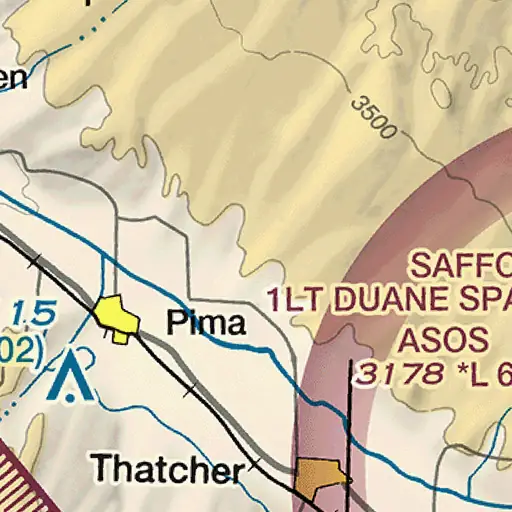 en
3500
SAFFO
1LT DUANE SPA
1.5
Pima
ASOS
02)
3178 *L 6
Thatcher